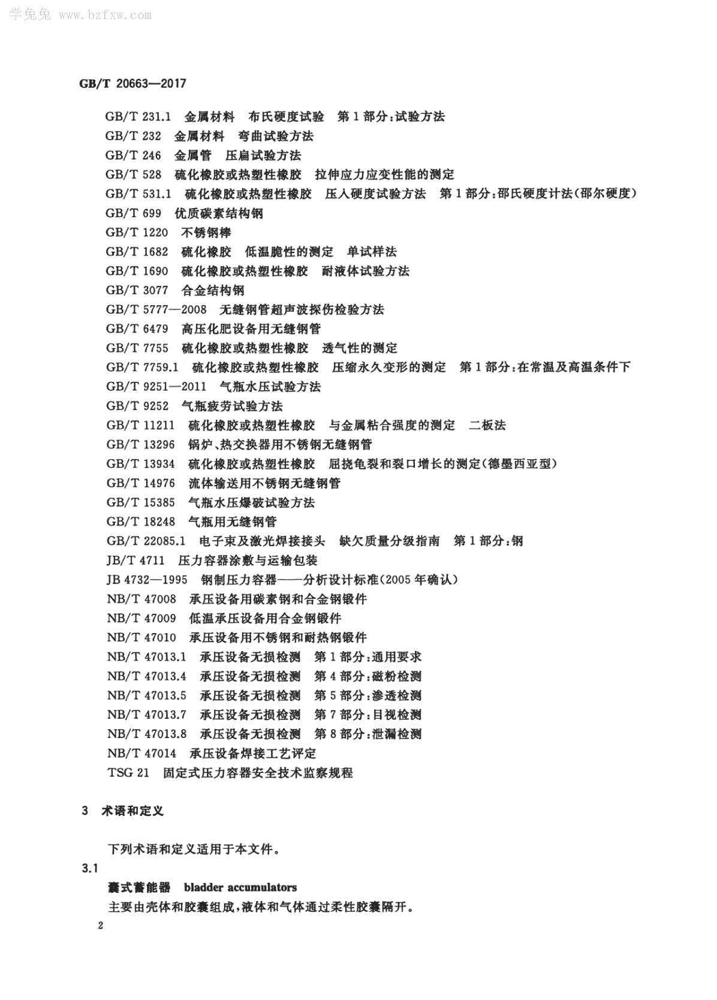 学兔兔 www.bzfxw.com
GB/T 20663—2017
GB/T 231.1 金属材料 布氏硬度试验 第1部分:试验方法
GB/T 232 金属材料 弯曲试验方法
GB/T 246 金属管 压扁试验方法
GB/T 528 硫化橡胶或热塑性橡胶 拉伸应力应变性能的测定
GB/T 531.1 硫化橡胶或热塑性橡胶 压入硬度试验方法 第1部分:邵氏硬度计法(邵尔硬度)
GB/T 699 优质碳素结构钢
GB/T 1220 不锈钢棒
GB/T 1682 硫化橡胶 低温脆性的测定 单试样法
GB/T 1690 硫化橡胶或热塑性橡胶 耐液体试验方法
GB/T 3077 合金结构钢
GB/T 5777—2008 无缝钢管超声波探伤检验方法
GB/T 6479 高压化肥设备用无缝钢管
GB/T 7755 硫化橡胶或热塑性橡胶 透气性的测定
GB/T 7759.1 硫化橡胶或热塑性橡胶 压缩永久变形的测定 第1部分:在常温及高温条件下
GB/T 9251—2011 气瓶水压试验方法
GB/T 9252 气瓶疲劳试验方法
GB/T 11211 硫化橡胶或热塑性橡胶 与金属粘合强度的测定 二板法
GB/T 13296 锅炉、热交换器用不锈钢无缝钢管
GB/T 13934 硫化橡胶或热塑性橡胶 屈挠龟裂和裂口增长的测定(德墨西亚型)
GB/T 14976 流体输送用不锈钢无缝钢管
GB/T 15385 气瓶水压爆破试验方法
GB/T 18248 气瓶用无缝钢管
GB/T 22085.1 电子束及激光焊接接头 缺欠质量分级指南 第1部分:钢
JB/T 4711 压力容器涂敷与运输包装
JB 4732—1995 钢制压力容器——分析设计标准(2005年确认)
NB/T 47008 承压设备用碳素钢和合金钢锻件
NB/T 47009 低温承压设备用合金钢锻件
NB/T 47010 承压设备用不锈钢和耐热钢锻件
NB/T 47013.1 承压设备无损检测 第1部分:通用要求
NB/T 47013.4 承压设备无损检测 第4部分:磁粉检测
NB/T 47013.5 承压设备无损检测 第5部分:渗透检测
NB/T 47013.7 承压设备无损检测 第7部分:目视检测
NB/T 47013.8 承压设备无损检测 第8部分:泄漏检测
NB/T 47014 承压设备焊接工艺评定
TSG 21 固定式压力容器安全技术监察规程
3 术语和定义
下列术语和定义适用于本文件。
3.1
囊式蓄能器 bladder accumulators
主要由壳体和胶囊组成,液体和气体通过柔性胶囊隔开。
2